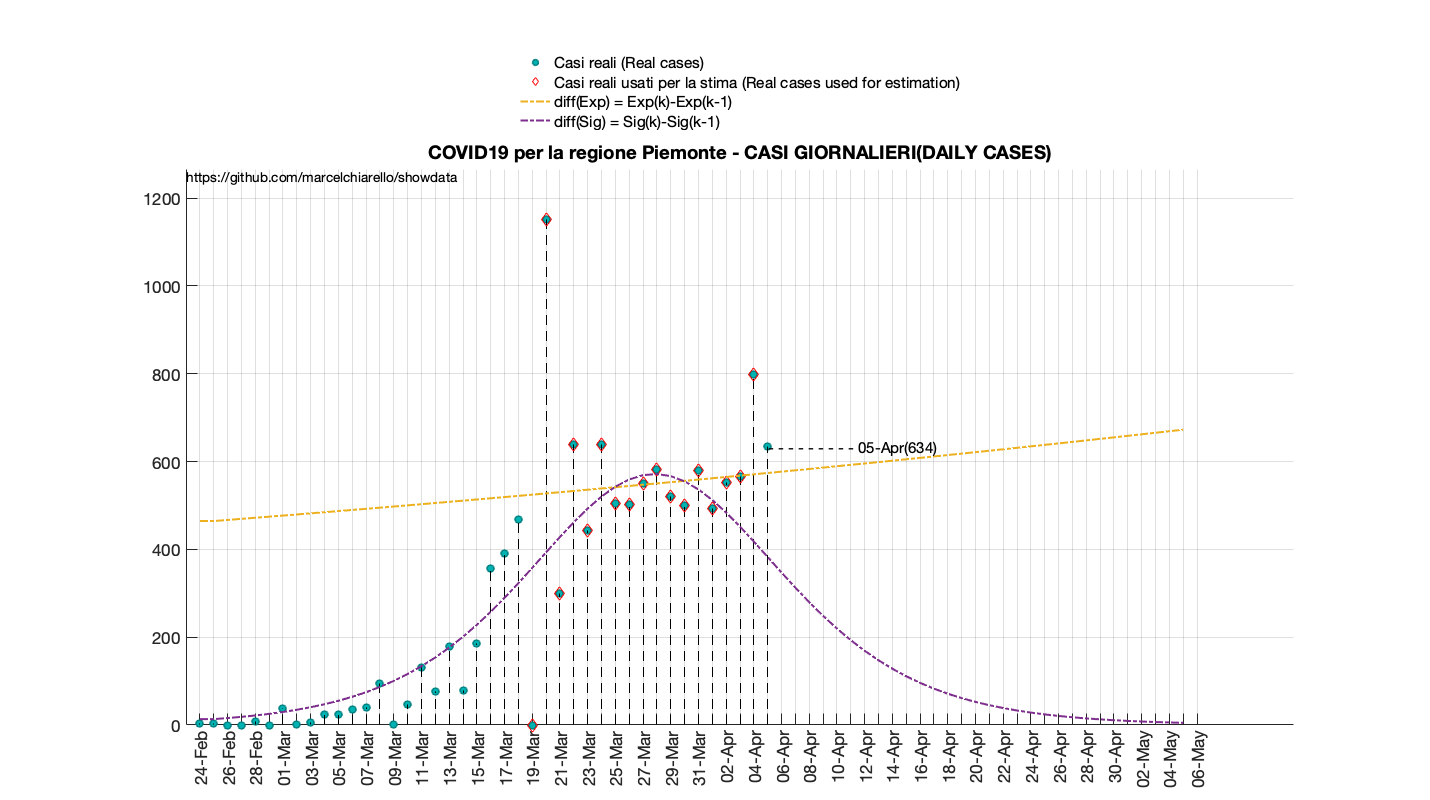 Casi reali (Real cases)
Casi reali usati per la stima (Real cases used for estimation)
diff(Exp) = Exp(k)-Exp(k-1)
diff(Sig) = Sig(k)-Sig(k-1)
COVID19 per la regione Piemonte - CASI GIORNALIERI(DAILY CASES)
https://github.com/marcelchiarello/showdata
1200
1000
800
600
400
200
0
05-Apr(634)
24-Feb
26-Feb
28-Feb
01-Mar
03-Mar
05-Mar
07-Mar
09-Mar
11-Mar
13-Mar
15-Mar
17-Mar
19-Mar
21-Mar
23-Mar
25-Mar
27-Mar
29-Mar
31-Mar
02-Apr
04-Apr
06-Apr
08-Apr
10-Apr
12-Apr
14-Apr
16-Apr
18-Apr
20-Apr
22-Apr
24-Apr
26-Apr
28-Apr
30-Apr
02-May
04-May
06-May